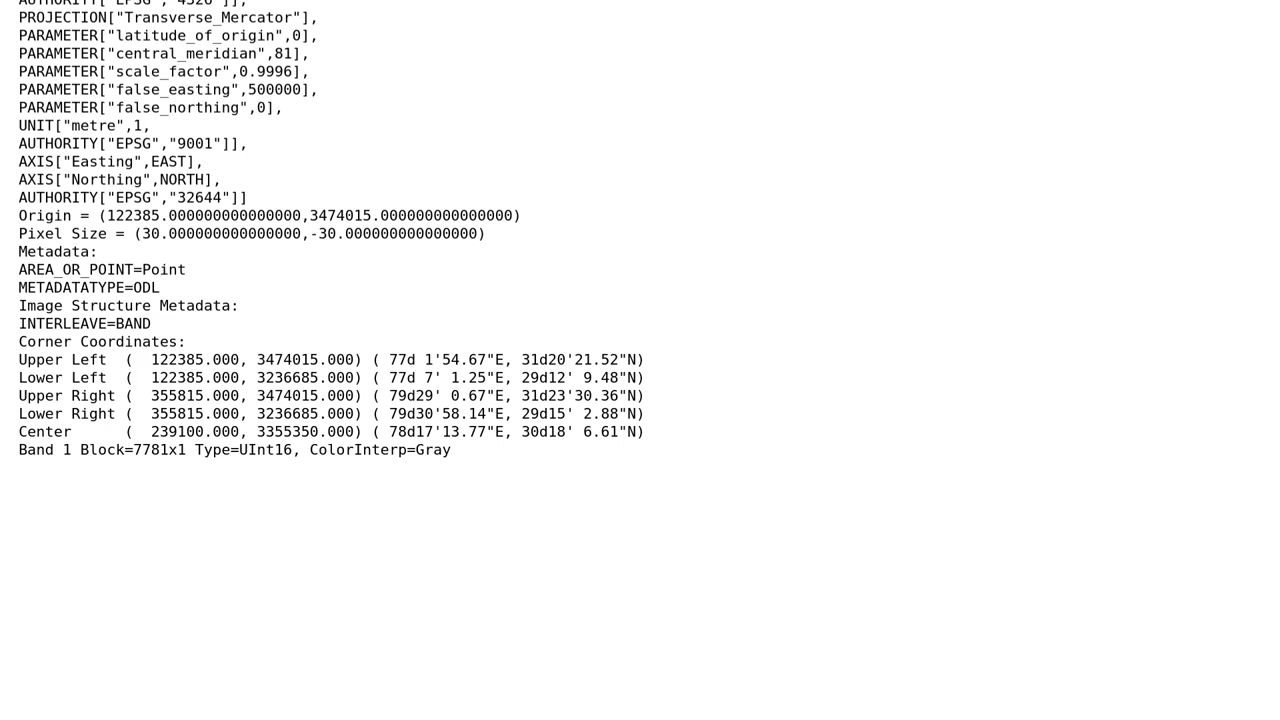 AUTHORITY["EPSG","4326"]],
PROJECTION["Transverse_Mercator"],
PARAMETER["latitude_of_origin",0],
PARAMETER["central_meridian",81],
PARAMETER["scale_factor",0.9996],
PARAMETER["false_easting",500000],
PARAMETER["false_northing",0],
UNIT["metre",1,
AUTHORITY["EPSG","9001"]],
AXIS["Easting",EAST],
AXIS["Northing",NORTH],
AUTHORITY["EPSG","32644"]]
Origin = (122385.000000000000000,3474015.000000000000000)
Pixel Size = (30.000000000000000,-30.000000000000000)
Metadata:
AREA_OR_POINT=Point
METADATATYPE=ODL
Image Structure Metadata:
INTERLEAVE=BAND
Corner Coordinates:
Upper Left  (  122385.000, 3474015.000) ( 77d 1'54.67"E, 31d20'21.52"N)
Lower Left  (  122385.000, 3236685.000) ( 77d 7' 1.25"E, 29d12' 9.48"N)
Upper Right (  355815.000, 3474015.000) ( 79d29' 0.67"E, 31d23'30.36"N)
Lower Right (  355815.000, 3236685.000) ( 79d30'58.14"E, 29d15' 2.88"N)
Center      (  239100.000, 3355350.000) ( 78d17'13.77"E, 30d18' 6.61"N)
Band 1 Block=7781x1 Type=UInt16, ColorInterp=Gray